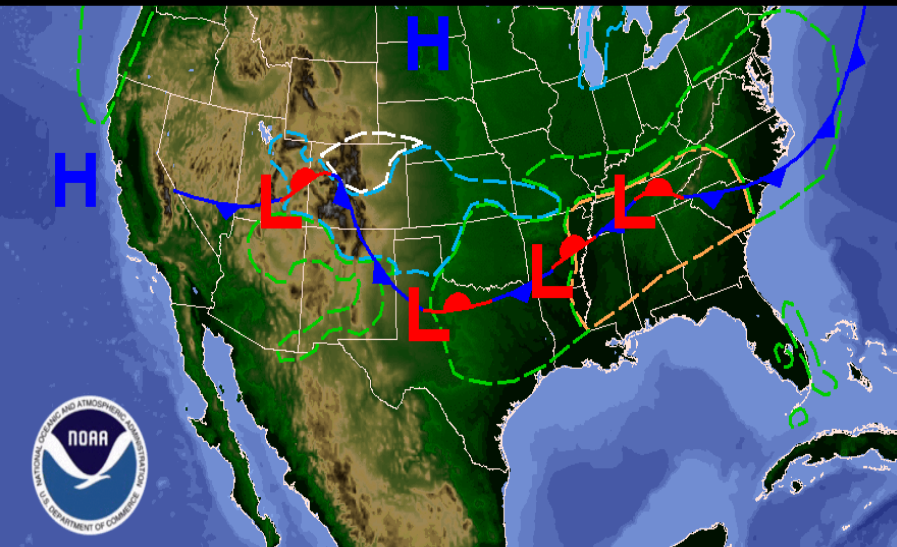 H
H
L
L
L
L
NOAA
NATIONAL OCEANIC AND ATMOSPHERIC ADMINISTRATION
U.S. DEPARTMENT OF COMMERCE